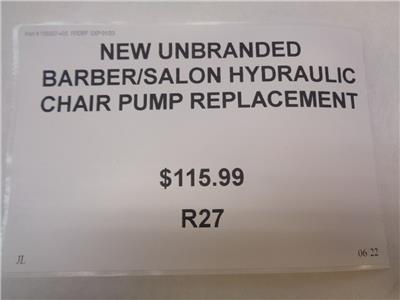 NEW UNBRANDED
BARBER/SALON HYDRAULIC
CHAIR PUMP REPLACEMENT
$115.99
R27
JL 06 22